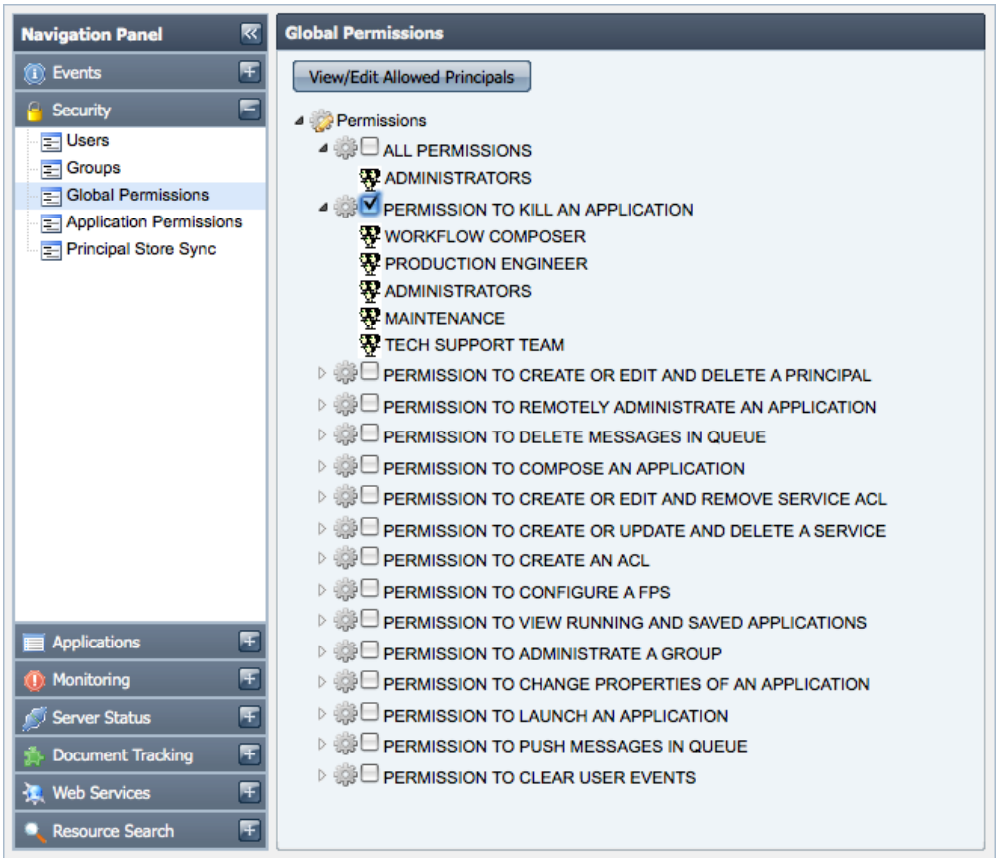 Navigation Panel
Events
Security
Users
Groups
Global Permissions
Application Permissions
Principal Store Sync
Applications
Monitoring
Server Status
Document Tracking
Web Services
Resource Search
Global Permissions
View/Edit Allowed Principals
Permissions
ALL PERMISSIONS
ADMINISTRATORS
PERMISSION TO KILL AN APPLICATION
WORKFLOW COMPOSER
PRODUCTION ENGINEER
ADMINISTRATORS
MAINTENANCE
TECH SUPPORT TEAM
PERMISSION TO CREATE OR EDIT AND DELETE A PRINCIPAL
PERMISSION TO REMOTELY ADMINISTRATE AN APPLICATION
PERMISSION TO DELETE MESSAGES IN QUEUE
PERMISSION TO COMPOSE AN APPLICATION
PERMISSION TO CREATE OR EDIT AND REMOVE SERVICE ACL
PERMISSION TO CREATE OR UPDATE AND DELETE A SERVICE
PERMISSION TO CREATE AN ACL
PERMISSION TO CONFIGURE A FPS
PERMISSION TO VIEW RUNNING AND SAVED APPLICATIONS
PERMISSION TO ADMINISTRATE A GROUP
PERMISSION TO CHANGE PROPERTIES OF AN APPLICATION
PERMISSION TO LAUNCH AN APPLICATION
PERMISSION TO PUSH MESSAGES IN QUEUE
PERMISSION TO CLEAR USER EVENTS